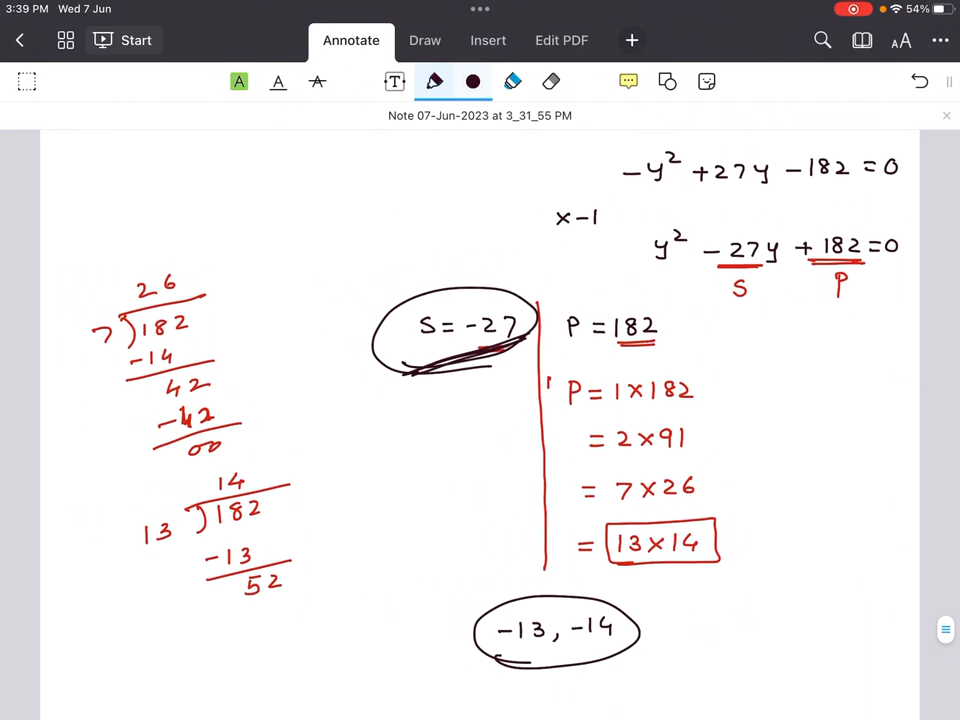 3:39 PM Wed 7 Jun
54%
Start
Annotate
Draw
Insert
Edit PDF
Note 07-Jun-2023 at 3_31_55 PM
-y² +27y -182 = 0
x -1
y² - 27y + 182 = 0
S P
26
7)182
-14
42
-42
00
14
13)182
-13
52
S = -27
P = 182
P = 1 × 182
= 2 × 91
= 7 × 26
= 13 × 14
-13, -14